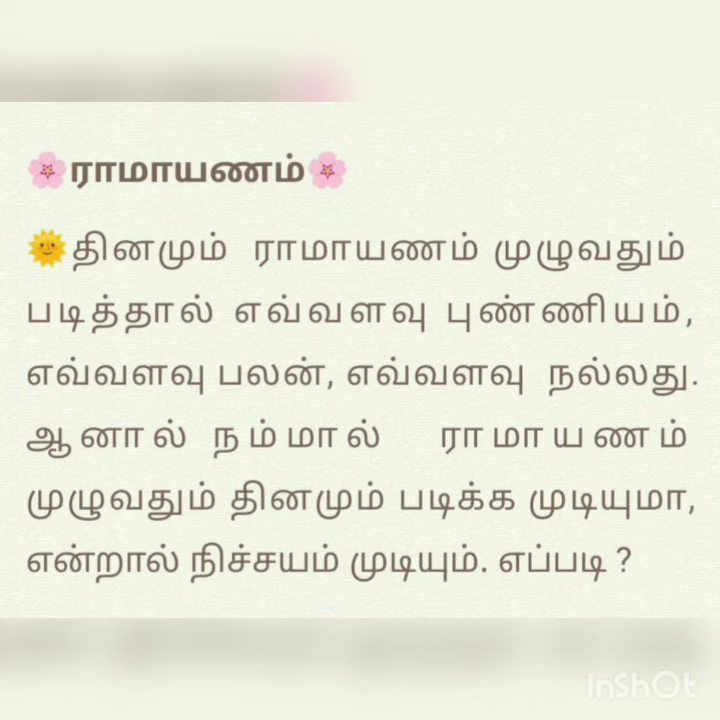 🌸ராமாயணம்🌸
🌞தினமும் ராமாயணம் முழுவதும்
படித்தால் எவ்வளவு புண்ணியம்,
எவ்வளவு பலன், எவ்வளவு நல்லது.
ஆனால் நம்மால் ராமாயணம்
முழுவதும் தினமும் படிக்க முடியுமா,
என்றால் நிச்சயம் முடியும். எப்படி ?
InShOt